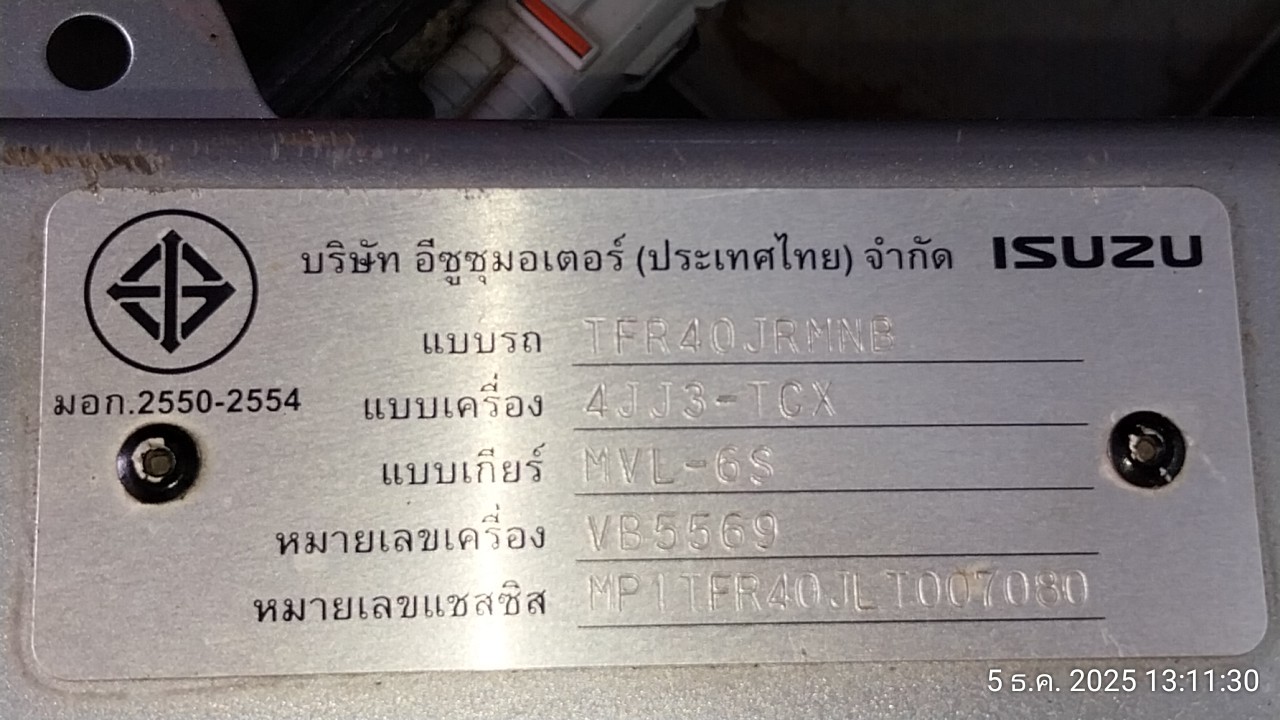 บริษัท อีซูซุมอเตอร์ (ประเทศไทย) จำกัด ISUZU
แบบรถ TFR40JRMNB
มอก.2550-2554
แบบเครื่อง 4JJ3-TCX
แบบเกียร์ MVL-6S
หมายเลขเครื่อง VB5569
หมายเลขแชสซิส MP1TFR40JLT007080
5 ธ.ค. 2025 13:11:30